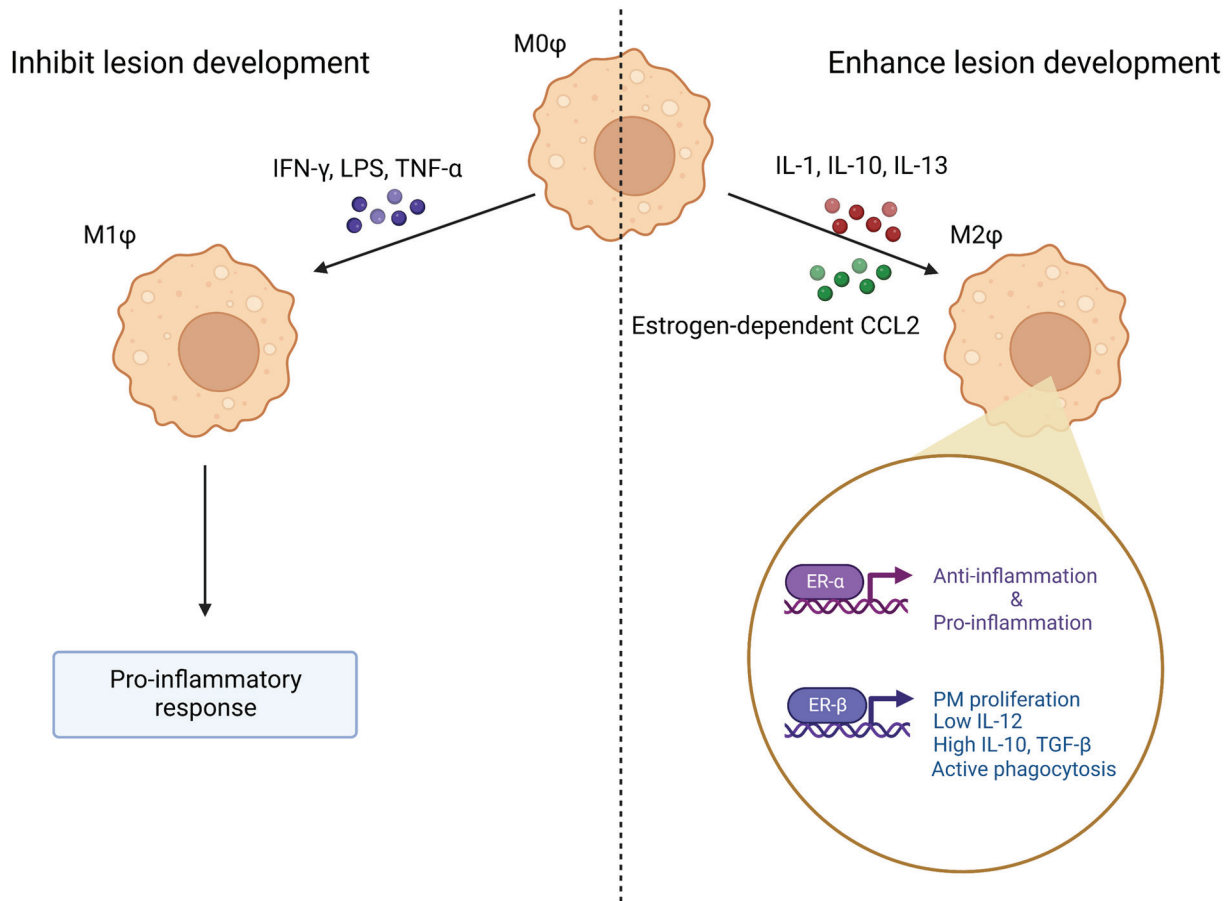 M0φ
Inhibit lesion development
Enhance lesion development
IFN-γ, LPS, TNF-α
IL-1, IL-10, IL-13
M1φ
M2φ
Estrogen-dependent CCL2
Pro-inflammatory
response
ER-α
Anti-inflammation
&
Pro-inflammation
ER-β
PM proliferation
Low IL-12
High IL-10, TGF-β
Active phagocytosis